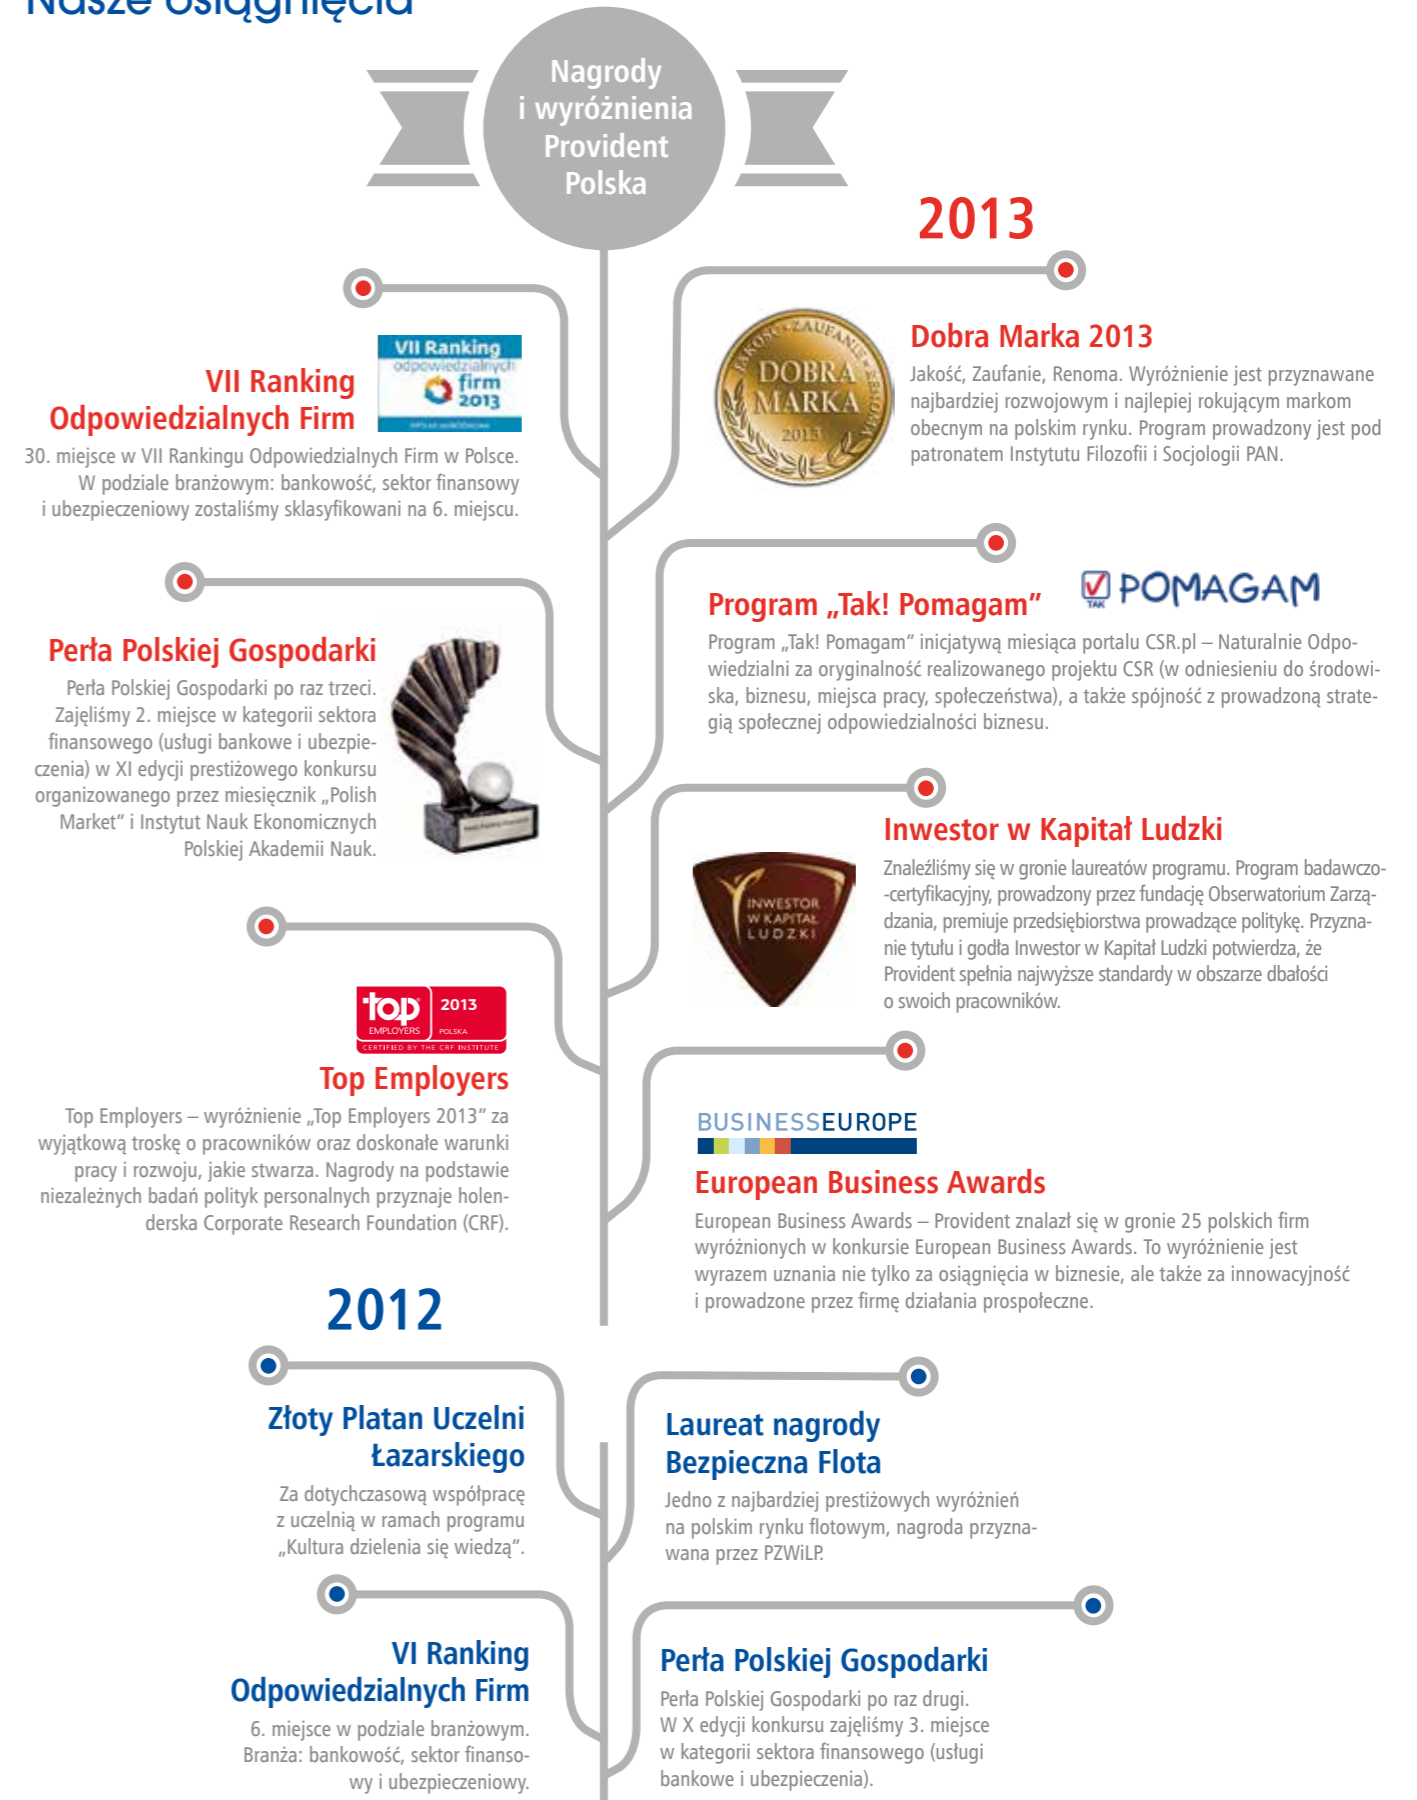 Nasze osiągnięcia
Nagrody
i wyróżnienia
Provident
Polska
2013
VII Ranking
Odpowiedzialnych Firm
VII Ranking
odpowiedzialnych
firm
2013
30. miejsce w VII Rankingu Odpowiedzialnych Firm w Polsce.
W podziale branżowym: bankowość, sektor finansowy
i ubezpieczeniowy zostaliśmy sklasyfikowani na 6. miejscu.
JAKOŚĆ • ZAUFANIE • RENOMA
DOBRA
MARKA
2013
Dobra Marka 2013
Jakość, Zaufanie, Renoma. Wyróżnienie jest przyznawane
najbardziej rozwojowym i najlepiej rokującym markom
obecnym na polskim rynku. Program prowadzony jest pod
patronatem Instytutu Filozofii i Socjologii PAN.
Program „Tak! Pomagam”
TAK
POMAGAM
Program „Tak! Pomagam” inicjatywą miesiąca portalu CSR.pl – Naturalnie Odpo-
wiedzialni za oryginalność realizowanego projektu CSR (w odniesieniu do środowi-
ska, biznesu, miejsca pracy, społeczeństwa), a także spójność z prowadzoną strate-
gią społecznej odpowiedzialności biznesu.
Perła Polskiej Gospodarki
Perła Polskiej Gospodarki po raz trzeci.
Zajęliśmy 2. miejsce w kategorii sektora
finansowego (usługi bankowe i ubezpie-
czenia) w XI edycji prestiżowego konkursu
organizowanego przez miesięcznik „Polish
Market” i Instytut Nauk Ekonomicznych
Polskiej Akademii Nauk.
Inwestor w Kapitał Ludzki
INWESTOR
W KAPITAŁ
LUDZKI
Znaleźliśmy się w gronie laureatów programu. Program badawczo-
-certyfikacyjny, prowadzony przez fundację Obserwatorium Zarzą-
dzania, premiuje przedsiębiorstwa prowadzące politykę. Przyzna-
nie tytułu i godła Inwestor w Kapitał Ludzki potwierdza, że
Provident spełnia najwyższe standardy w obszarze dbałości
o swoich pracowników.
top
EMPLOYERS
2013
POLSKA
CERTIFIED BY THE CRF INSTITUTE
Top Employers
Top Employers – wyróżnienie „Top Employers 2013” za
wyjątkową troskę o pracowników oraz doskonałe warunki
pracy i rozwoju, jakie stwarza. Nagrody na podstawie
niezależnych badań polityk personalnych przyznaje holen-
derska Corporate Research Foundation (CRF).
BUSINESSEUROPE
European Business Awards
European Business Awards – Provident znalazł się w gronie 25 polskich firm
wyróżnionych w konkursie European Business Awards. To wyróżnienie jest
wyrazem uznania nie tylko za osiągnięcia w biznesie, ale także za innowacyjność
i prowadzone przez firmę działania prospołeczne.
2012
Złoty Platan Uczelni
Łazarskiego
Za dotychczasową współpracę
z uczelnią w ramach programu
„Kultura dzielenia się wiedzą”.
Laureat nagrody
Bezpieczna Flota
Jedno z najbardziej prestiżowych wyróżnień
na polskim rynku flotowym, nagroda przyzna-
wana przez PZWiLP.
VI Ranking
Odpowiedzialnych Firm
6. miejsce w podziale branżowym.
Branża: bankowość, sektor finanso-
wy i ubezpieczeniowy.
Perła Polskiej Gospodarki
Perła Polskiej Gospodarki po raz drugi.
W X edycji konkursu zajęliśmy 3. miejsce
w kategorii sektora finansowego (usługi
bankowe i ubezpieczenia).